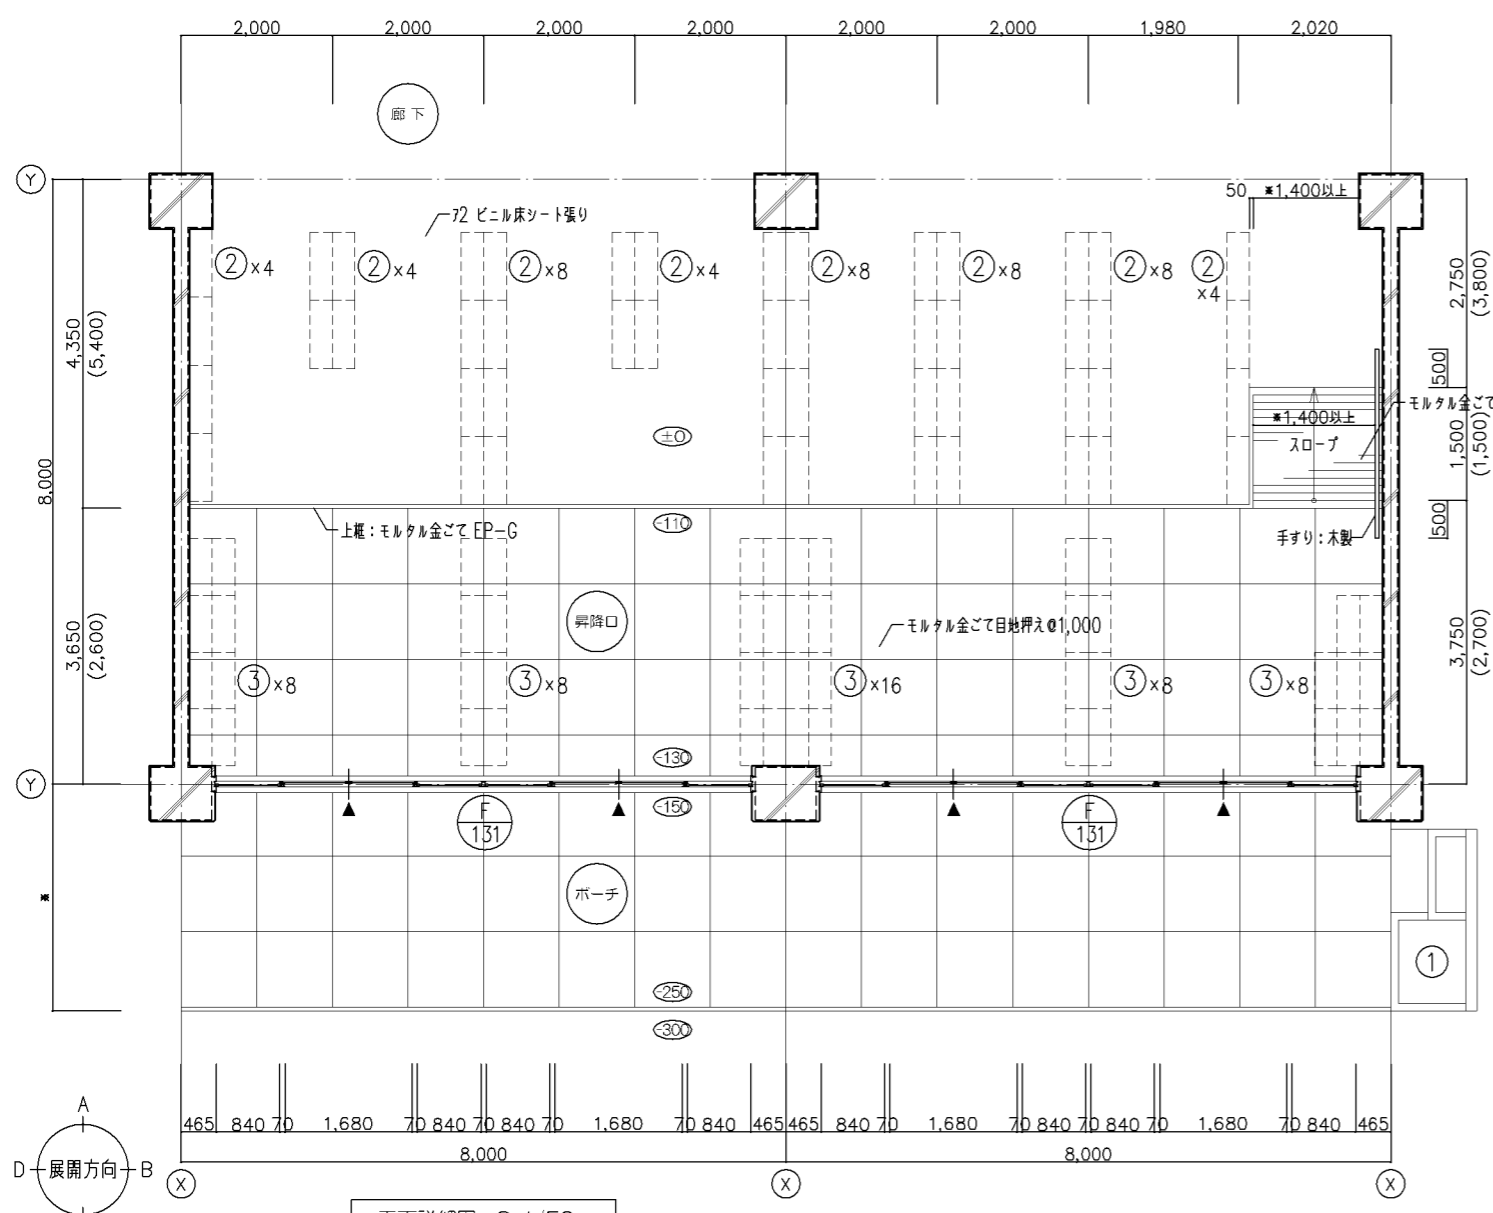 2,000 2,000 2,000 2,000 2,000 2,000 1,980 2,020
廊下
Y
50 ※1,400以上
72 ビニル床シート張り
②×4 ②×4 ②×8 ②×4 ②×8 ②×8 ②×8 ②
×4
2,750
(3,800)
4,350
(5,400)
500
±0
※1,400以上
モルタル金ごて
スロープ
1,500
(1,500)
8,000
上框：モルタル金ごて EP-G
-110
500
手すり：木製
昇降口
モルタル金ごて目地押え@1,000
3,650
(2,600)
3,750
(2,700)
③×8 ③×8 ③×16 ③×8 ③×8
-130
Y
-150
F
131
F
131
ポーチ
※
①
-250
-300
465 840 70 1,680 70 840 70 840 70 1,680 70 840 465 465 840 70 1,680 70 840 70 840 70 1,680 70 840 465
8,000 8,000
X X X
A
D 展開方向 B